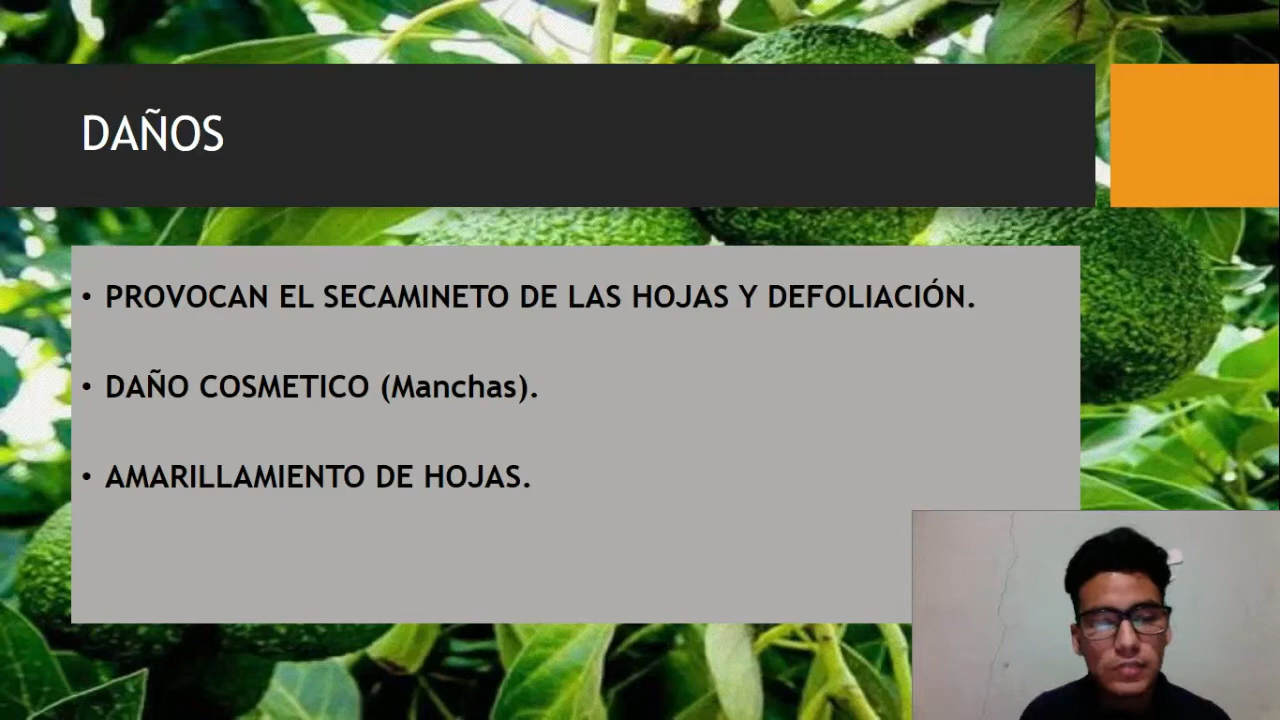 DAÑOS
• PROVOCAN EL SECAMINETO DE LAS HOJAS Y DEFOLIACIÓN.
• DAÑO COSMETICO (Manchas).
• AMARILLAMIENTO DE HOJAS.